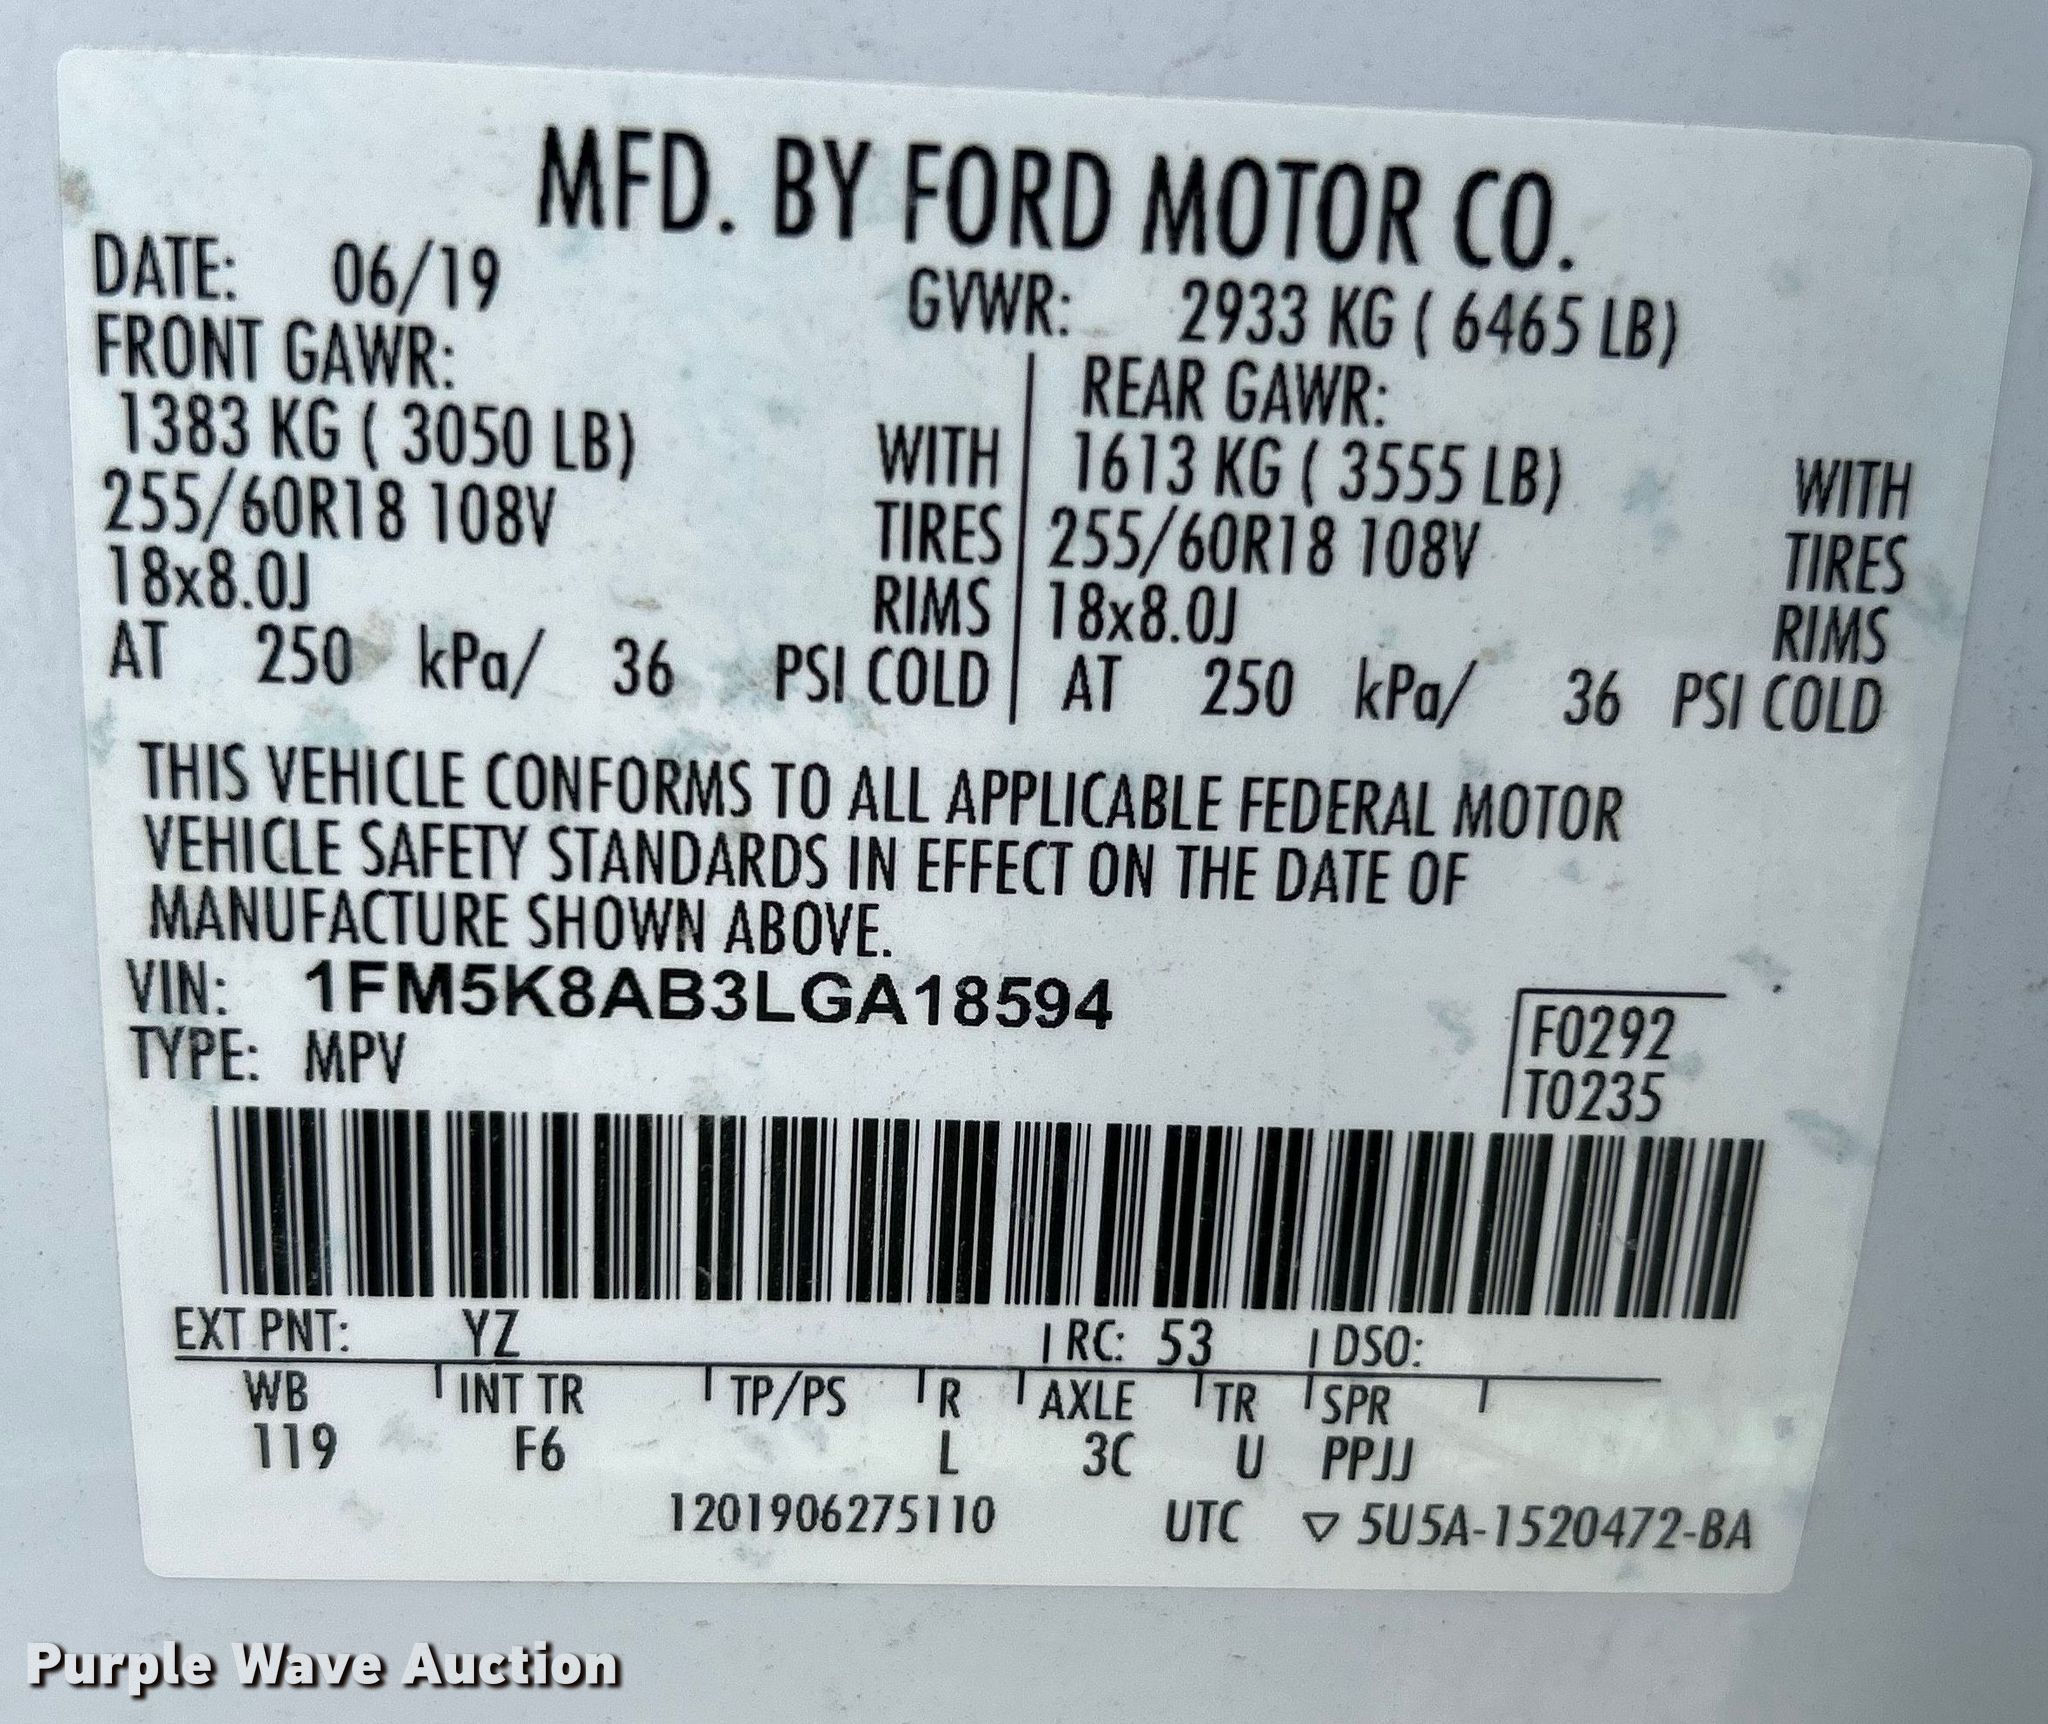 MFD. BY FORD MOTOR CO.
DATE: 06/19 GVWR: 2933 KG ( 6465 LB)
FRONT GAWR: REAR GAWR:
1383 KG ( 3050 LB) WITH 1613 KG ( 3555 LB) WITH
255/60R18 108V TIRES 255/60R18 108V TIRES
18x8.0J RIMS 18x8.0J RIMS
AT 250 kPa/ 36 PSI COLD AT 250 kPa/ 36 PSI COLD
THIS VEHICLE CONFORMS TO ALL APPLICABLE FEDERAL MOTOR
VEHICLE SAFETY STANDARDS IN EFFECT ON THE DATE OF
MANUFACTURE SHOWN ABOVE.
VIN: 1FM5K8AB3LGA18594
TYPE: MPV
F0292
T0235
EXT PNT: YZ RC: 53 DSO:
WB INT TR TP/PS R AXLE TR SPR
119 F6 L 3C U PPJJ
1201906275110 UTC ▽ 5U5A-1520472-BA
Purple Wave Auction